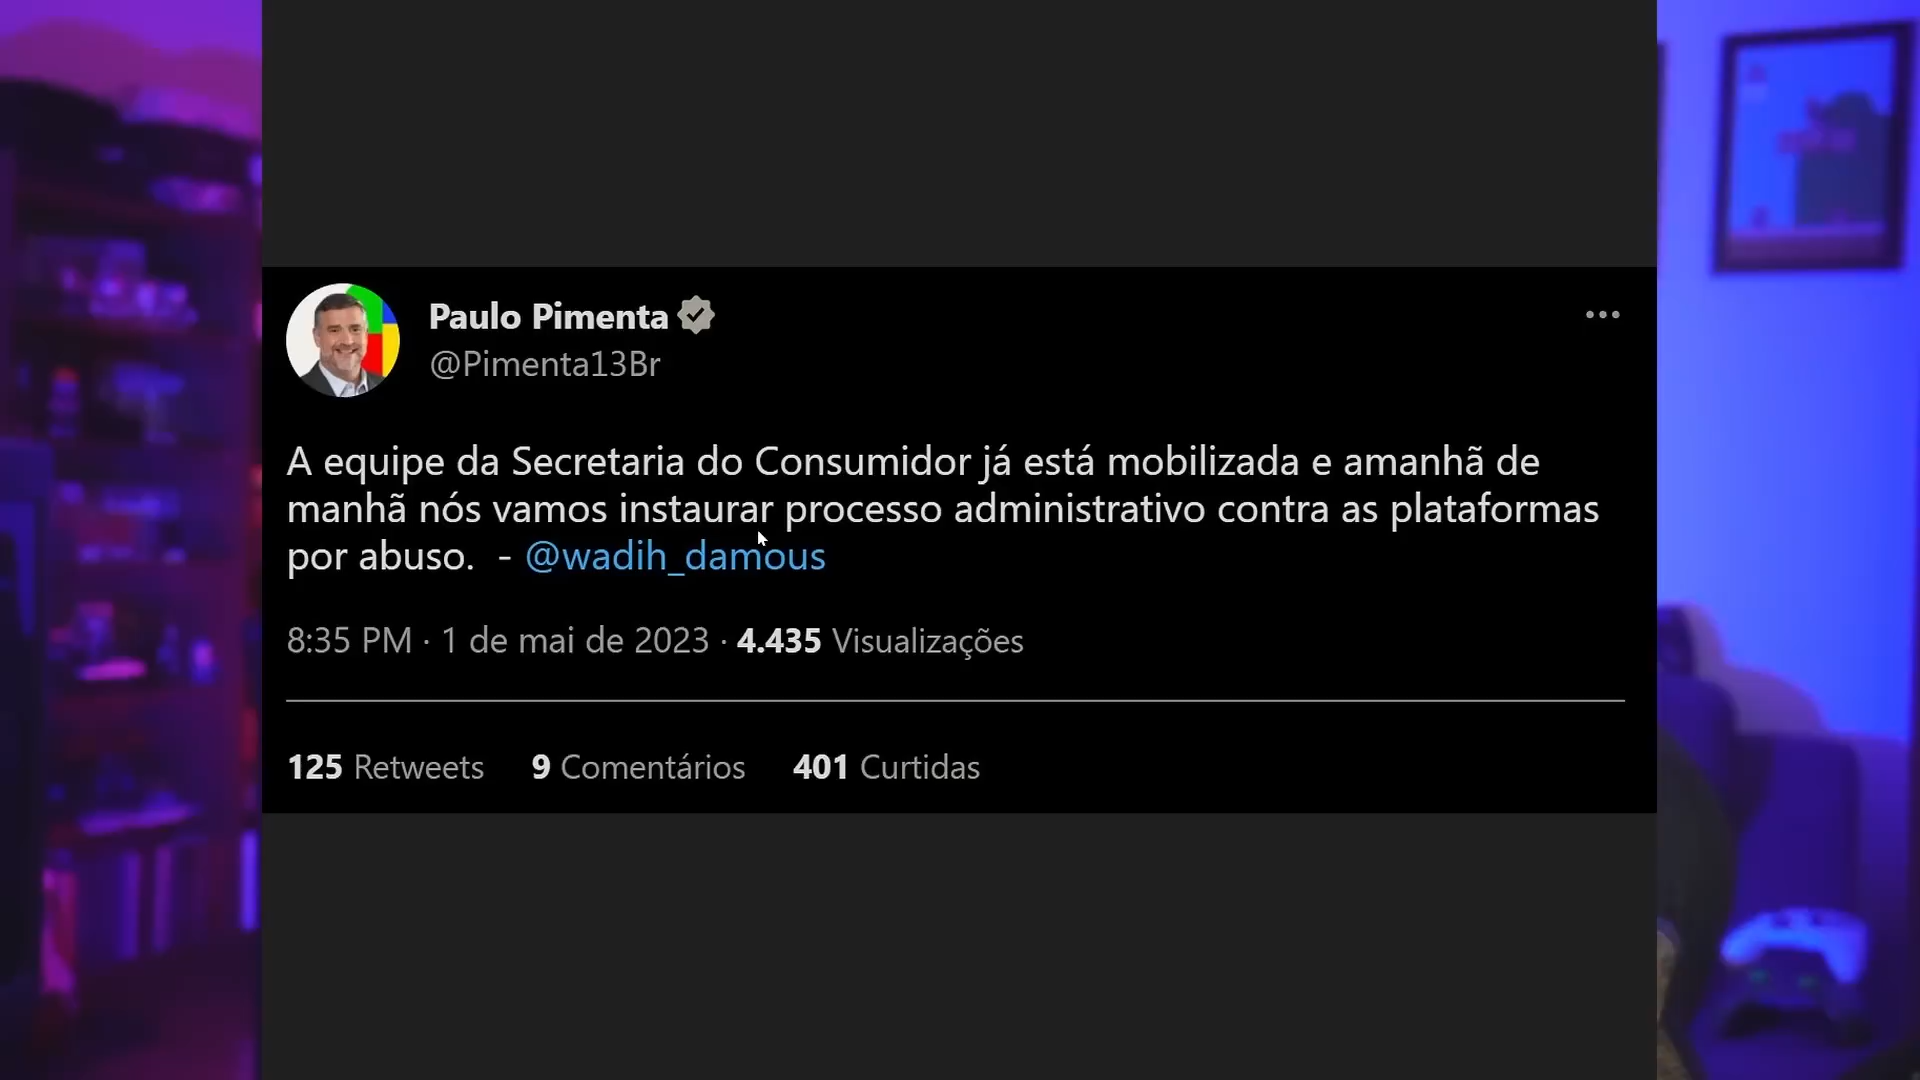 Paulo Pimenta
@Pimenta13Br
A equipe da Secretaria do Consumidor já está mobilizada e amanhã de
manhã nós vamos instaurar processo administrativo contra as plataformas
por abuso.  - @wadih_damous
8:35 PM · 1 de mai de 2023 · 4.435 Visualizações
125 Retweets 9 Comentários 401 Curtidas